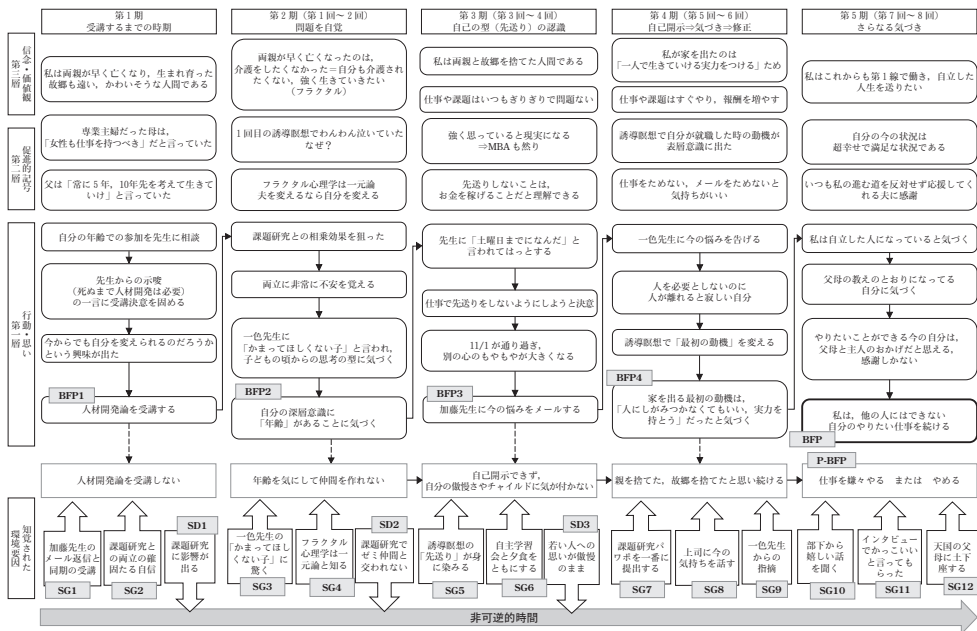 第１期
受講するまでの時期
第２期（第１回～２回）
問題を自覚
第３期（第３回～４回）
自己の型（先送り）の認識
第４期（第５回～６回）
自己開示⇒気づき⇒修正
第５期（第７回～８回）
さらなる気づき
信念・価値観
第三層
私は両親が早く亡くなり，生まれ育った
故郷も遠い，かわいそうな人間である
両親が早く亡くなったのは，
介護をしたくなかった＝自分も介護され
たくない，強く生きていきたい
（フラクタル）
私は両親と故郷を捨てた人間である
仕事や課題はいつもぎりぎりで問題ない
私が家を出たのは
「一人で生きていける実力をつける」ため
仕事や課題はすぐやり，報酬を増やす
私はこれからも第１線で働き，自立した
人生を送りたい
促進的記号
第二層
専業主婦だった母は，
「女性も仕事を持つべき」だと言っていた
父は「常に５年，10年先を考えて生きて
いけ」と言っていた
１回目の誘導瞑想でわんわん泣いていた
なぜ？
フラクタル心理学は一元論
夫を変えるなら自分を変える
強く思っていると現実になる
⇒MBAも然り
先送りしないことは，
お金を稼げることだと理解できる
誘導瞑想で自分が就職した時の動機が
表層意識に出た
仕事をためない，メールをためないと
気持ちがいい
自分の今の状況は
超幸せで満足な状況である
いつも私の進む道を反対せず応援してく
れる夫に感謝
行動・思い
第一層
自分の年齢での参加を先生に相談
先生からの示唆
（死ぬまで人材開発は必要）
の一言に受講決意を固める
今からでも自分を変えられるのだろうか
という興味が出た
BFP1
人材開発論を受講する
課題研究との相乗効果を狙った
両立に非常に不安を覚える
一色先生に
「かまってほしくない子」と言われ，
子どもの頃からの思考の型に気づく
BFP2
自分の深層意識に
「年齢」があることに気づく
先生に「土曜日までになんだ」と
言われてはっとする
仕事で先送りをしないようにしようと決意
11/1が通り過ぎ，
別の心のもやもやが大きくなる
BFP3
加藤先生に今の悩みをメールする
一色先生に今の悩みを告げる
人を必要としないのに
人が離れると寂しい自分
誘導瞑想で「最初の動機」を変える
BFP4
家を出る最初の動機は，
「人にしがみつかなくてもいい，実力を
持とう」だったと気づく
私は自立した人になっていると気づく
父母の教えのとおりになってる
自分に気づく
やりたいことができる今の自分は，
父母と主人のおかげだと思える，
感謝しかない
私は，他の人にはできない
自分のやりたい仕事を続ける
BFP
P-BFP
人材開発論を受講しない
年齢を気にして仲間を作れない
自己開示できず，
自分の傲慢さやチャイルドに気が付かない
親を捨てた，故郷を捨てたと思い続ける
仕事を嫌々やる または やめる
知覚された
環境要因
加藤先生の
メール返信と
同期の受講
SG1
課題研究と
の両立の確
固たる自信
SG2
SD1
課題研究
に影響が
出る
一色先生の
「かまってほし
くない子」に
驚く
SG3
フラクタル
心理学は一
元論と知る
SG4
SD2
課題研究で
ゼミ仲間と
交われない
誘導瞑想の
「先送り」が身
に染みる
SG5
自主学習
会と夕食を
ともにする
SG6
SD3
若い人への
思いが傲慢
のまま
課題研究パ
ワポを一番に
提出する
SG7
上司に今の
気持ちを話す
SG8
一色先生
からの
指摘
SG9
部下から
嬉しい話
を聞く
SG10
インタビュー
でかっこいい
と言っても
らった
SG11
天国の父
母に土下
座する
SG12
非可逆的時間